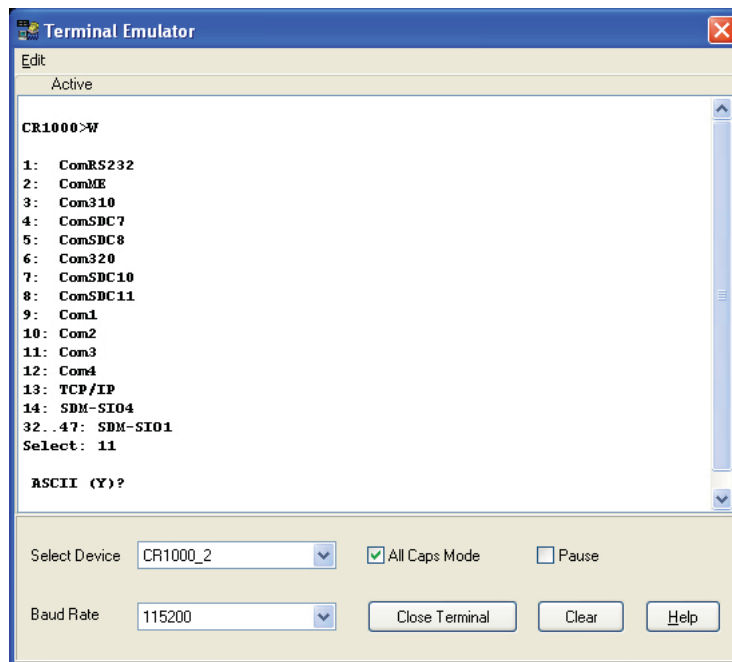 Terminal Emulator
Edit
Active
CR1000>W
1: ComRS232
2: ComME
3: Com310
4: ComSDC7
5: ComSDC8
6: Com320
7: ComSDC10
8: ComSDC11
9: Com1
10: Com2
11: Com3
12: Com4
13: TCP/IP
14: SDM-SIO4
32..47: SDM-SIO1
Select: 11
ASCII (Y)?
Select Device CR1000_2 All Caps Mode Pause
Baud Rate 115200 Close Terminal Clear Help